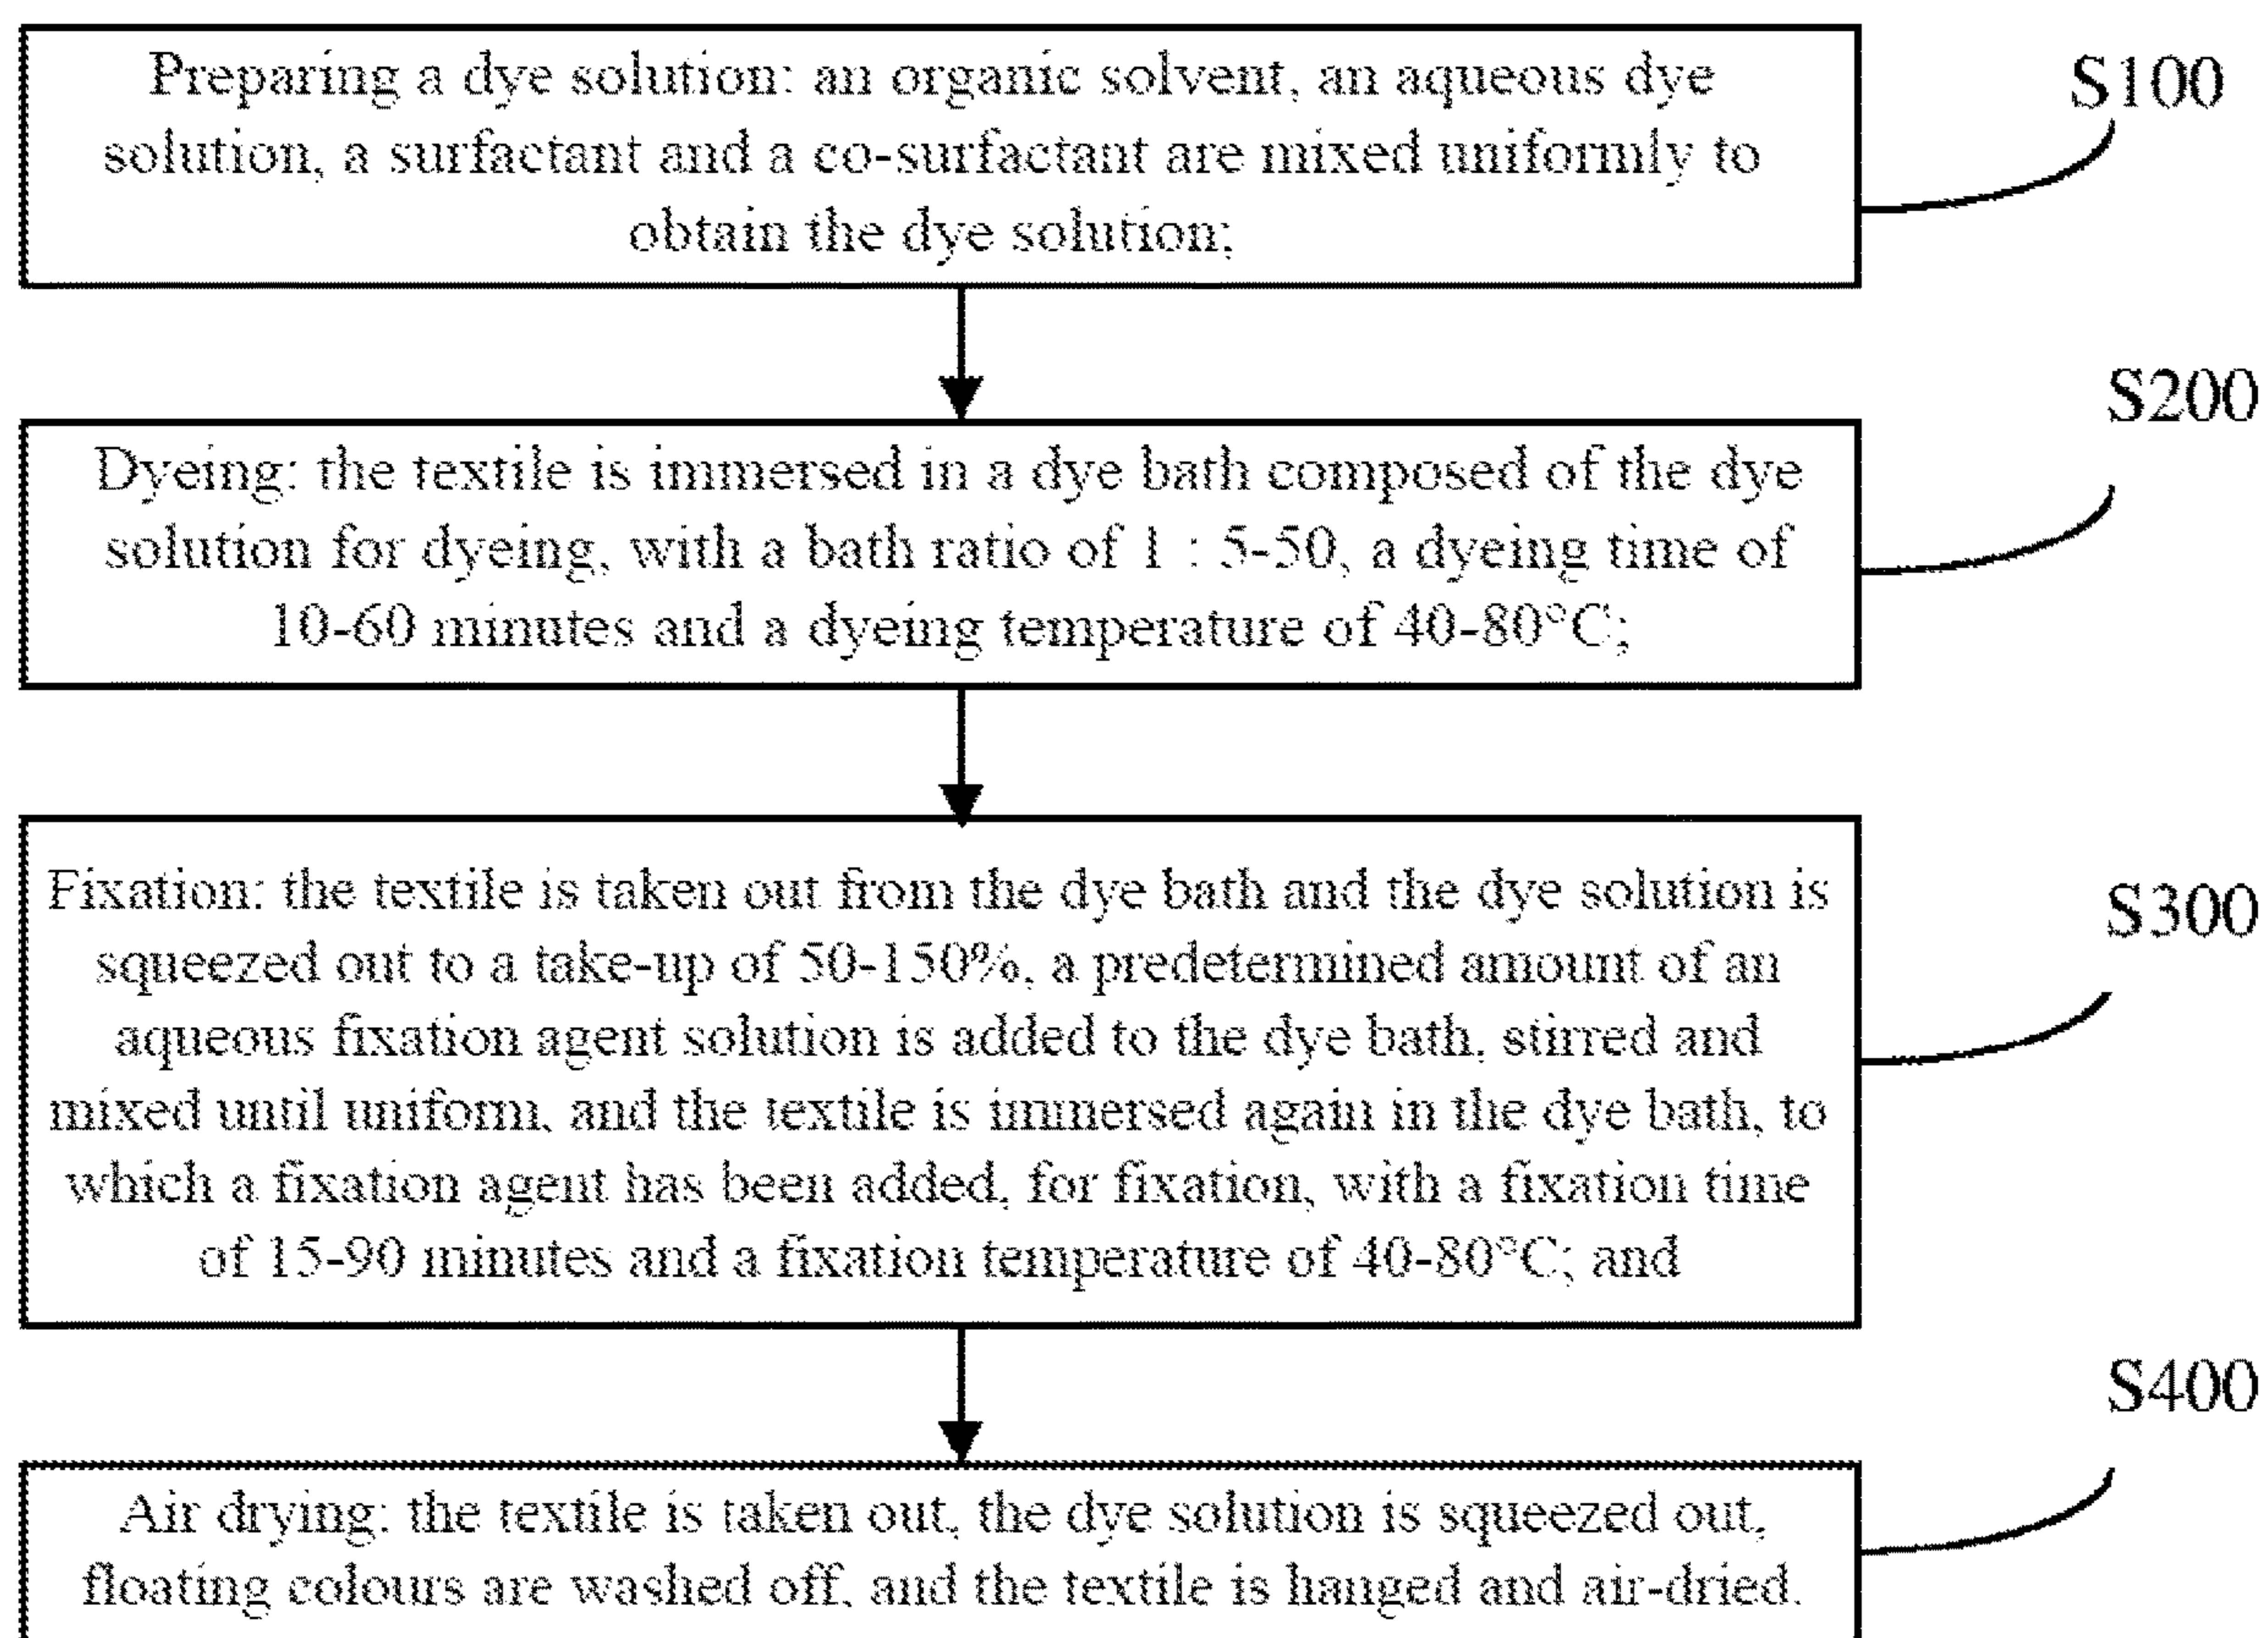 Preparing a dye solution: an organic solvent, an aqueous dye
solution, a surfactant and a co-surfactant are mixed uniformly to
obtain the dye solution;
S100
Dyeing: the textile is immersed in a dye bath composed of the dye
solution for dyeing, with a bath ratio of 1 : 5-50, a dyeing time of
10-60 minutes and a dyeing temperature of 40-80°C;
S200
Fixation: the textile is taken out from the dye bath and the dye solution is
squeezed out to a take-up of 50-150%, a predetermined amount of an
aqueous fixation agent solution is added to the dye bath, stirred and
mixed until uniform, and the textile is immersed again in the dye bath, to
which a fixation agent has been added, for fixation, with a fixation time
of 15-90 minutes and a fixation temperature of 40-80°C; and
S300
Air drying: the textile is taken out, the dye solution is squeezed out,
floating colours are washed off, and the textile is hanged and air-dried.
S400